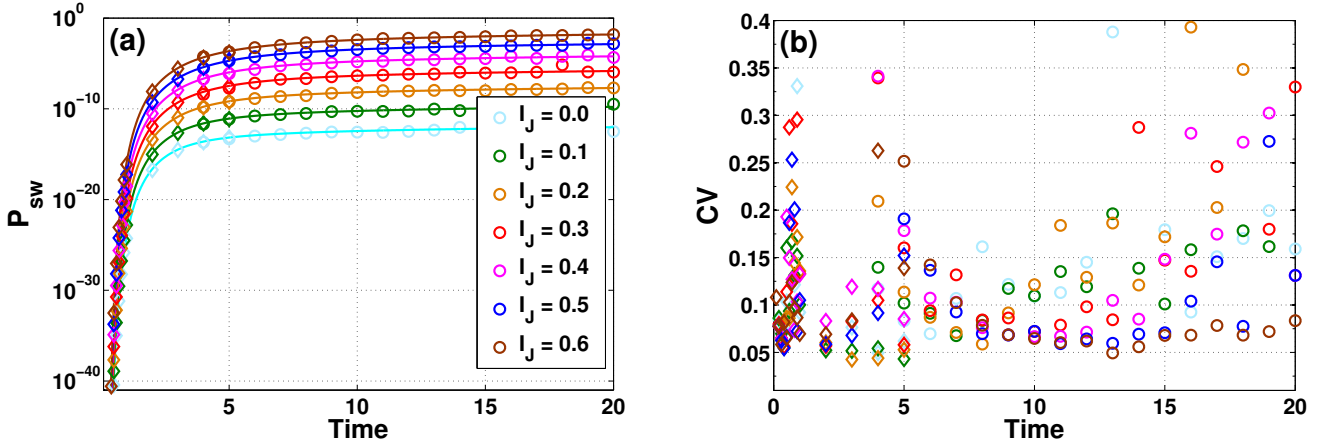 (a)
10^0
10^-10
10^-20
10^-30
10^-40
P_sw
5
10
15
20
Time
I_J = 0.0
I_J = 0.1
I_J = 0.2
I_J = 0.3
I_J = 0.4
I_J = 0.5
I_J = 0.6
(b)
0.4
0.35
0.3
0.25
0.2
0.15
0.1
0.05
CV
0
5
10
15
20
Time